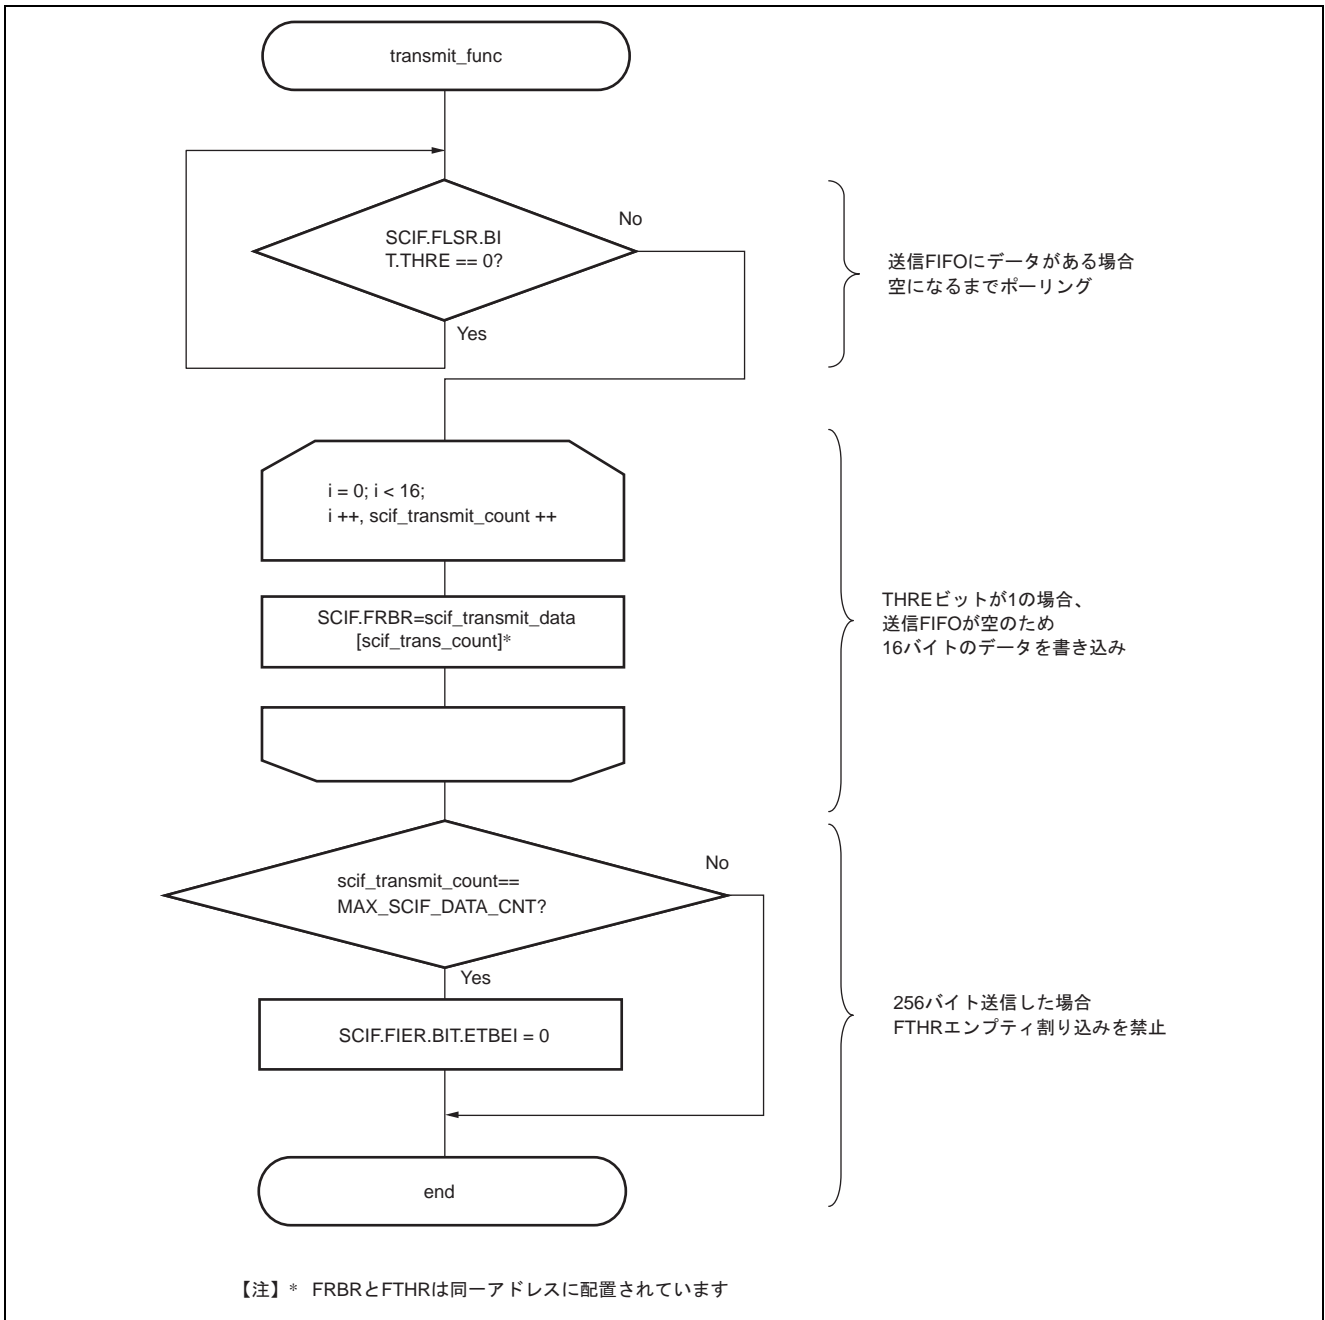 transmit_func
No
SCIF.FLSR.BI
T.THRE == 0?
Yes
送信FIFOにデータがある場合
空になるまでポーリング
i = 0; i < 16;
i ++, scif_transmit_count ++
SCIF.FRBR=scif_transmit_data
[scif_trans_count]*
THREビットが1の場合、
送信FIFOが空のため
16バイトのデータを書き込み
No
scif_transmit_count==
MAX_SCIF_DATA_CNT?
Yes
SCIF.FIER.BIT.ETBEI = 0
256バイト送信した場合
FTHRエンプティ割り込みを禁止
end
【注】* FRBRとFTHRは同一アドレスに配置されています